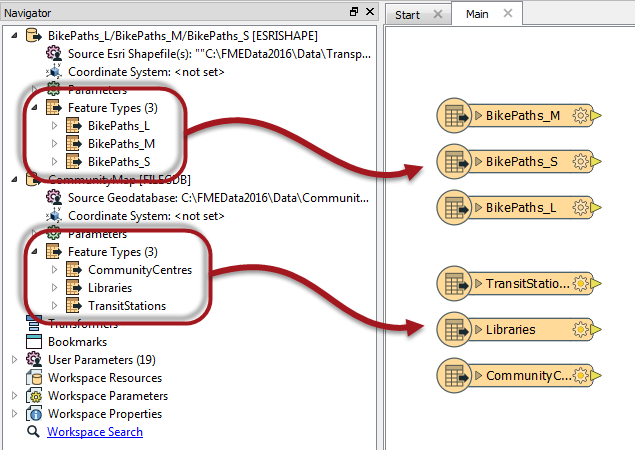 Navigator
BikePaths_L/BikePaths_M/BikePaths_S [ESRISHAPE]
Source Esri Shapefile(s): ""C:\FMEData2016\Data\Transp...
Coordinate System: <not set>
Parameters
Feature Types (3)
BikePaths_L
BikePaths_M
BikePaths_S
CommunityMap [FILEGDB]
Source Geodatabase: C:\FMEData2016\Data\Communit...
Coordinate System: <not set>
Parameters
Feature Types (3)
CommunityCentres
Libraries
TransitStations
Transformers
Bookmarks
User Parameters (19)
Workspace Resources
Workspace Parameters
Workspace Properties
Workspace Search
Start
Main
BikePaths_M
BikePaths_S
BikePaths_L
TransitStatio...
Libraries
CommunityC...